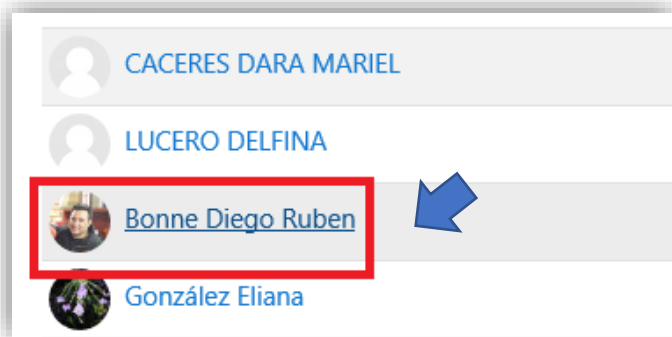 CACERES DARA MARIEL
LUCERO DELFINA
Bonne Diego Ruben
González Eliana